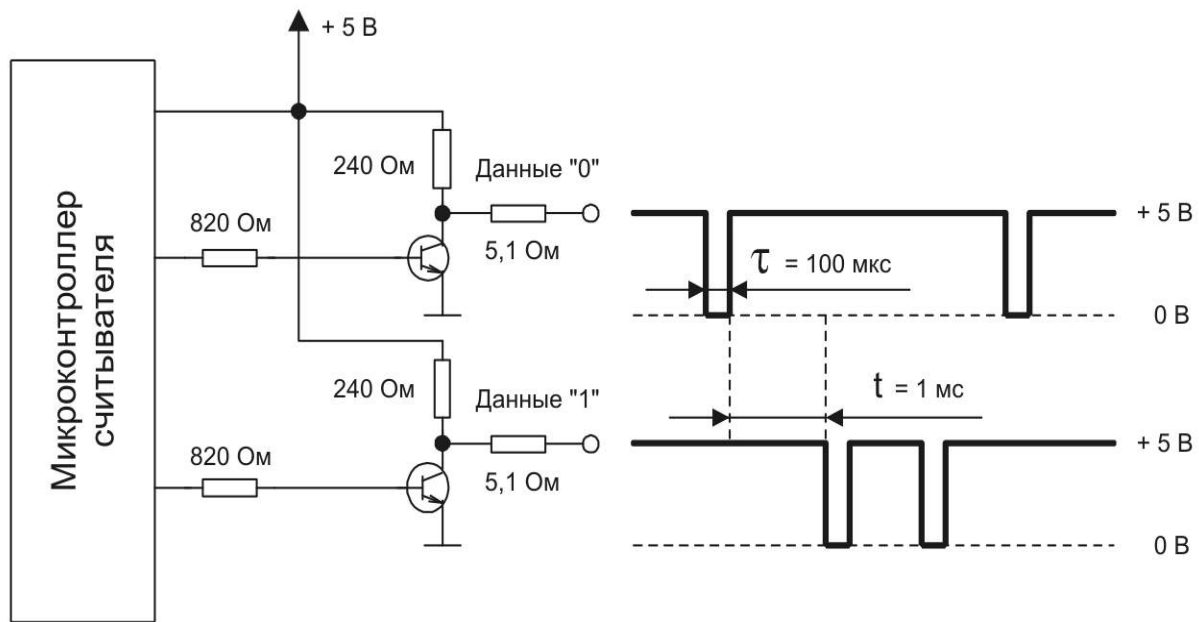 + 5 В
Микроконтроллер
считывателя
240 Ом
Данные "0"
820 Ом
5,1 Ом
+ 5 В
τ = 100 мкс
0 В
240 Ом
Данные "1"
t = 1 мс
820 Ом
5,1 Ом
+ 5 В
0 В